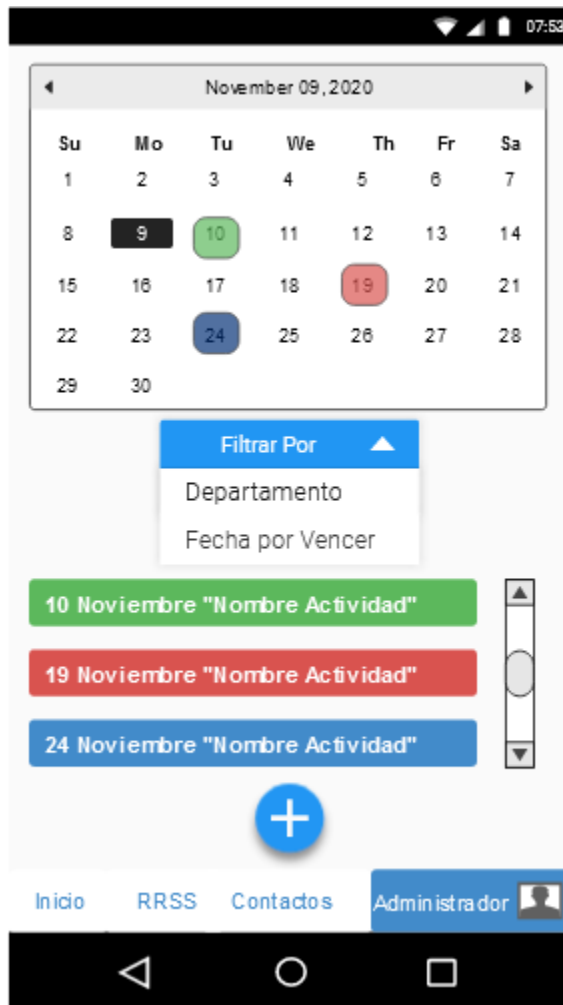 07:53
November 09, 2020
Su Mo Tu We Th Fr Sa
1 2 3 4 5 6 7
8 9 10 11 12 13 14
15 16 17 18 19 20 21
22 23 24 25 26 27 28
29 30
Filtrar Por
Departamento
Fecha por Vencer
10 Noviembre "Nombre Actividad"
19 Noviembre "Nombre Actividad"
24 Noviembre "Nombre Actividad"
Inicio RRSS Contactos Administrador